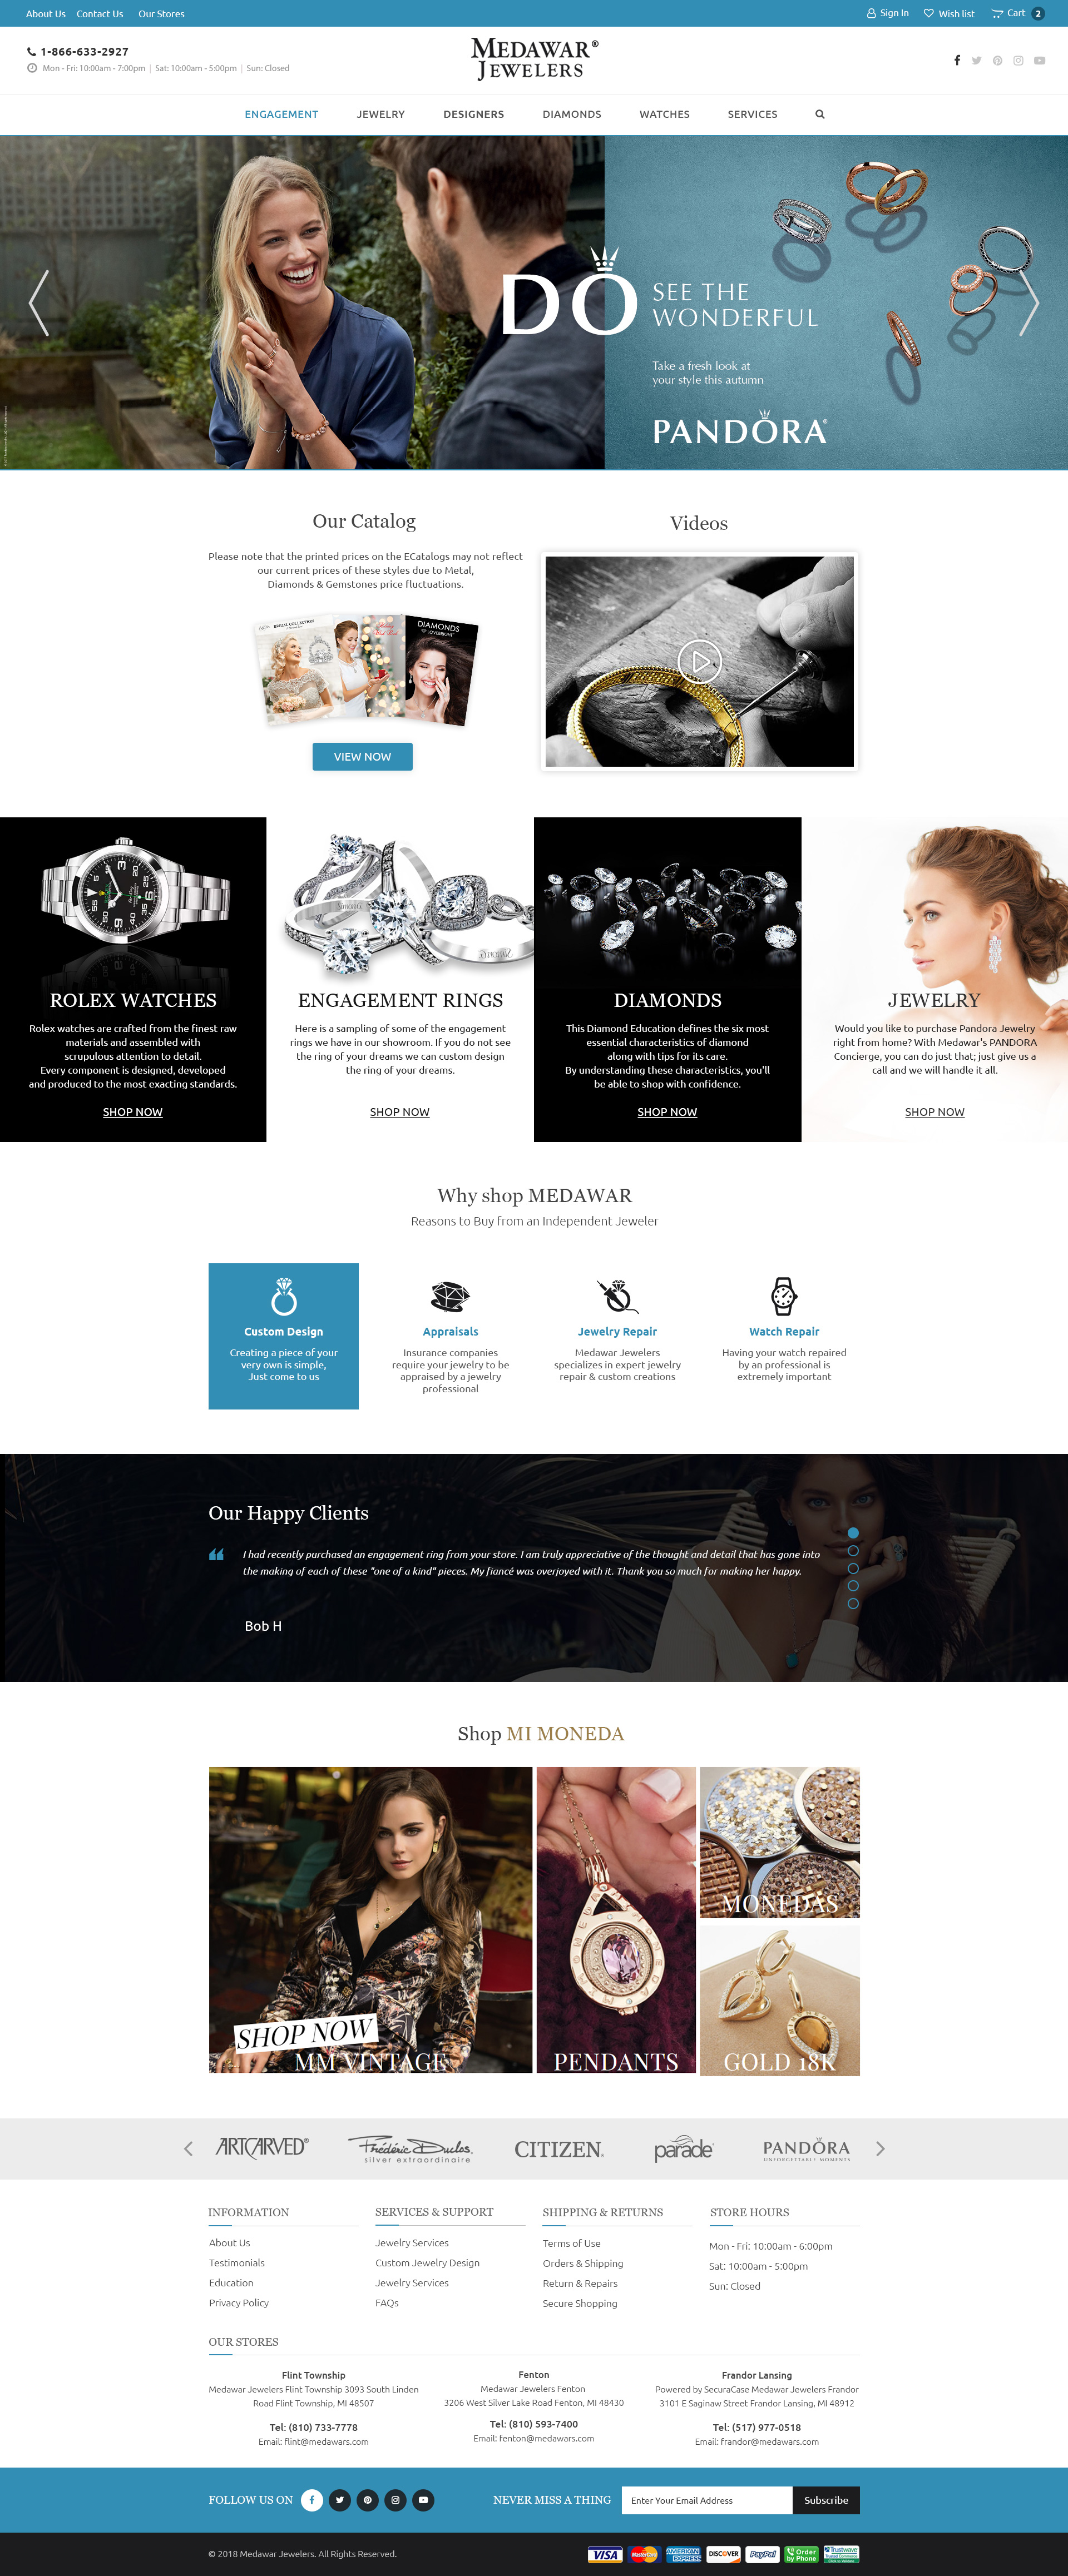 About Us Contact Us Our Stores
Sign In Wish list Cart 2
1-866-633-2927
Mon - Fri: 10:00am - 7:00pm | Sat: 10:00am - 5:00pm | Sun: Closed
MEDAWAR®
JEWELERS
ENGAGEMENT JEWELRY DESIGNERS DIAMONDS WATCHES SERVICES
DO SEE THE
WONDERFUL
Take a fresh look at
your style this autumn
PANDORA®
Our Catalog
Please note that the printed prices on the ECatalogs may not reflect
our current prices of these styles due to Metal,
Diamonds & Gemstones price fluctuations.
BRIDAL COLLECTION
DIAMONDS
LOVEBRIGHT
VIEW NOW
Videos
ROLEX WATCHES
Rolex watches are crafted from the finest raw
materials and assembled with
scrupulous attention to detail.
Every component is designed, developed
and produced to the most exacting standards.
SHOP NOW
ENGAGEMENT RINGS
Here is a sampling of some of the engagement
rings we have in our showroom. If you do not see
the ring of your dreams we can custom design
the ring of your dreams.
SHOP NOW
DIAMONDS
This Diamond Education defines the six most
essential characteristics of diamond
along with tips for its care.
By understanding these characteristics, you'll
be able to shop with confidence.
SHOP NOW
JEWELRY
Would you like to purchase Pandora Jewelry
right from home? With Medawar's PANDORA
Concierge, you can do just that; just give us a
call and we will handle it all.
SHOP NOW
Why shop MEDAWAR
Reasons to Buy from an Independent Jeweler
Custom Design
Creating a piece of your
very own is simple,
Just come to us
Appraisals
Insurance companies
require your jewelry to be
appraised by a jewelry
professional
Jewelry Repair
Medawar Jewelers
specializes in expert jewelry
repair & custom creations
Watch Repair
Having your watch repaired
by an professional is
extremely important
Our Happy Clients
I had recently purchased an engagement ring from your store. I am truly appreciative of the thought and detail that has gone into
the making of each of these "one of a kind" pieces. My fiancé was overjoyed with it. Thank you so much for making her happy.
Bob H
Shop MI MONEDA
SHOP NOW
MM VINTAGE
PENDANTS
MONEDAS
GOLD 18K
ARTCARVED®
Frédéric Duclos
silver extraordinaire
CITIZEN
parade
PANDORA
UNFORGETTABLE MOMENTS
INFORMATION
About Us
Testimonials
Education
Privacy Policy
SERVICES & SUPPORT
Jewelry Services
Custom Jewelry Design
Jewelry Services
FAQs
SHIPPING & RETURNS
Terms of Use
Orders & Shipping
Return & Repairs
Secure Shopping
STORE HOURS
Mon - Fri: 10:00am - 6:00pm
Sat: 10:00am - 5:00pm
Sun: Closed
OUR STORES
Flint Township
Medawar Jewelers Flint Township 3093 South Linden
Road Flint Township, MI 48507
Tel: (810) 733-7778
Email: flint@medawars.com
Fenton
Medawar Jewelers Fenton
3206 West Silver Lake Road Fenton, MI 48430
Tel: (810) 593-7400
Email: fenton@medawars.com
Frandor Lansing
Powered by SecuraCase Medawar Jewelers Frandor
3101 E Saginaw Street Frandor Lansing, MI 48912
Tel: (517) 977-0518
Email: frandor@medawars.com
FOLLOW US ON
NEVER MISS A THING
Enter Your Email Address
Subscribe
© 2018 Medawar Jewelers. All Rights Reserved.
VISA
MasterCard
AMERICAN EXPRESS
DISCOVER
PayPal
Order
by Phone
Trustwave